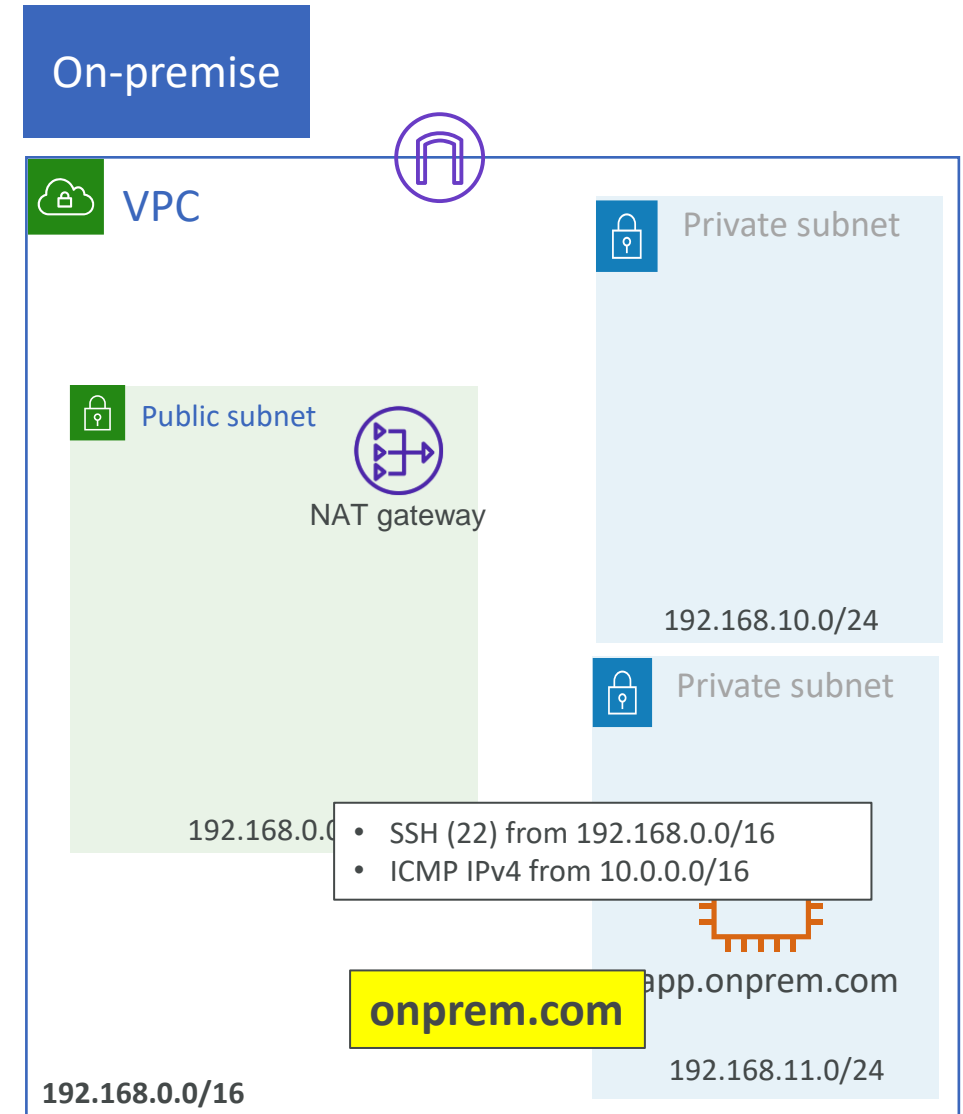 On-premise
VPC
Private subnet
Public subnet
NAT gateway
192.168.10.0/24
Private subnet
192.168.0.
• SSH (22) from 192.168.0.0/16
• ICMP IPv4 from 10.0.0.0/16
app.onprem.com
onprem.com
192.168.11.0/24
192.168.0.0/16